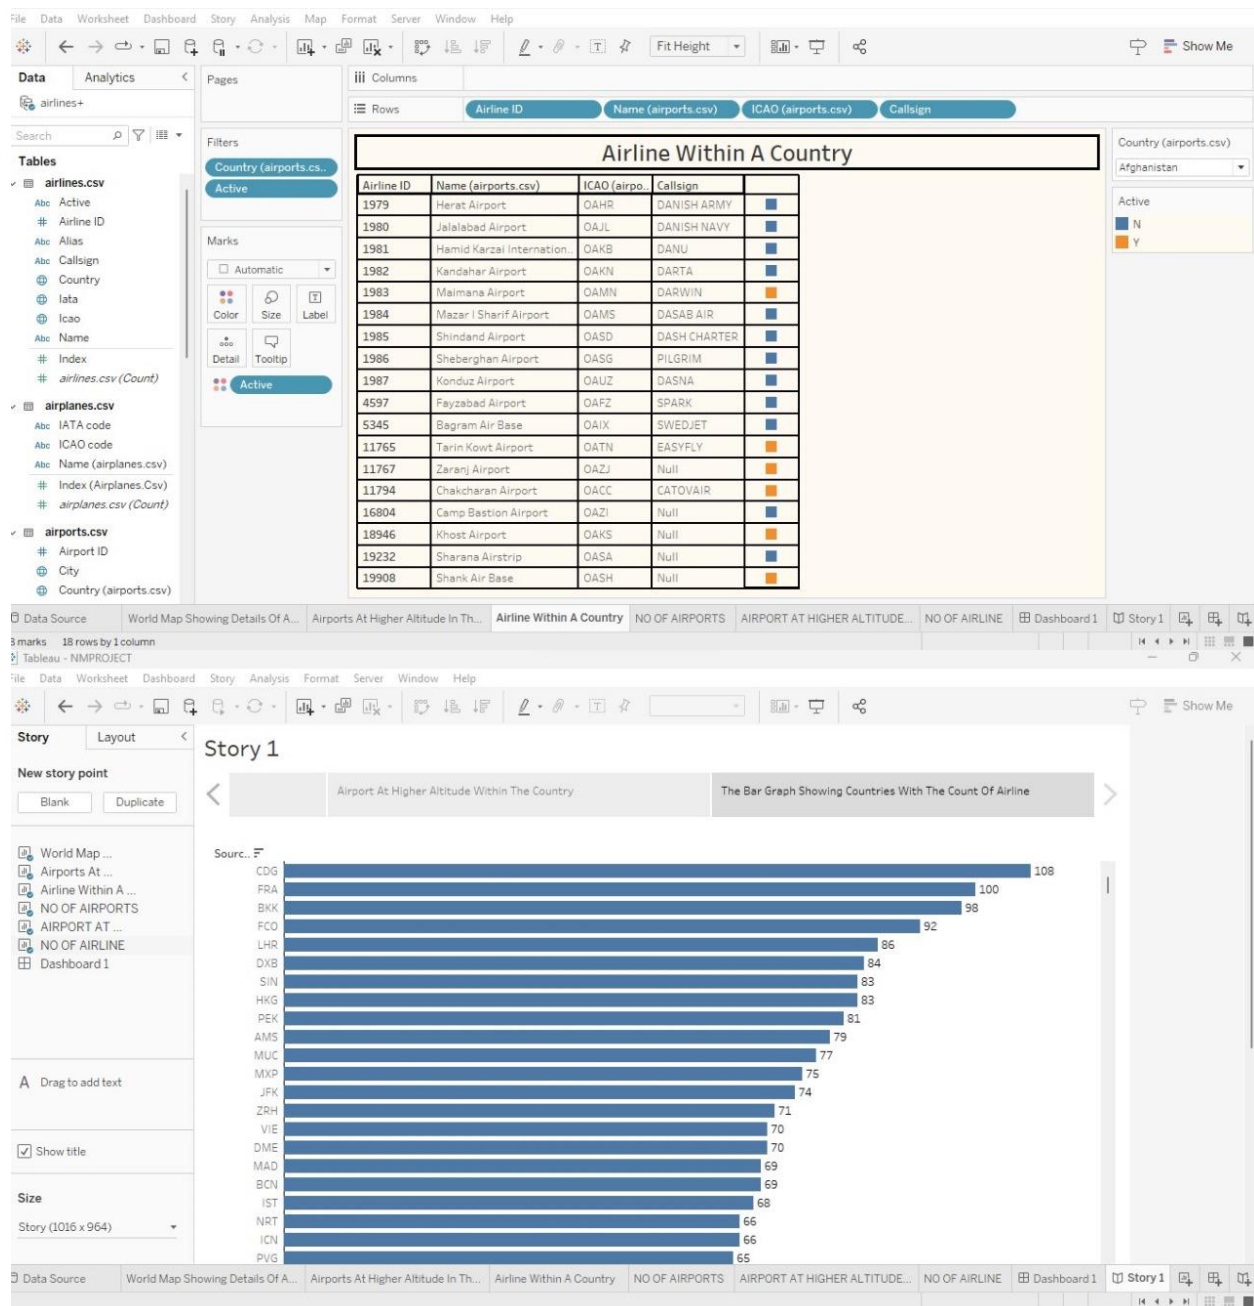 File Data Worksheet Dashboard Story Analysis Map Format Server Window Help
Fit Height
Show Me
Data Analytics
airlines+
Search
Tables
airlines.csv
Abc Active
# Airline ID
Abc Alias
Abc Callsign
Country
Iata
Icao
Abc Name
# Index
# airlines.csv (Count)
airplanes.csv
Abc IATA code
Abc ICAO code
Abc Name (airplanes.csv)
# Index (Airplanes.Csv)
# airplanes.csv (Count)
airports.csv
# Airport ID
City
Country (airports.csv)
Pages
Filters
Country (airports.cs..
Active
Marks
Automatic
Color Size Label
Detail Tooltip
Active
Columns
Rows Airline ID Name (airports.csv) ICAO (airports.csv) Callsign
Airline Within A Country
Airline ID Name (airports.csv) ICAO (airpo.. Callsign
1979 Herat Airport OAHR DANISH ARMY
1980 Jalalabad Airport OAJL DANISH NAVY
1981 Hamid Karzai Internation.. OAKB DANU
1982 Kandahar Airport OAKN DARTA
1983 Maimana Airport OAMN DARWIN
1984 Mazar I Sharif Airport OAMS DASAB AIR
1985 Shindand Airport OASD DASH CHARTER
1986 Sheberghan Airport OASG PILGRIM
1987 Konduz Airport OAUZ DASNA
4597 Fayzabad Airport OAFZ SPARK
5345 Bagram Air Base OAIX SWEDJET
11765 Tarin Kowt Airport OATN EASYFLY
11767 Zaranj Airport OAZJ Null
11794 Chakcharan Airport OACC CATOVAIR
16804 Camp Bastion Airport OAZI Null
18946 Khost Airport OAKS Null
19232 Sharana Airstrip OASA Null
19908 Shank Air Base OASH Null
Country (airports.csv)
Afghanistan
Active
N
Y
Data Source World Map Showing Details Of A... Airports At Higher Altitude In Th... Airline Within A Country NO OF AIRPORTS AIRPORT AT HIGHER ALTITUDE... NO OF AIRLINE Dashboard 1 Story 1
marks 18 rows by 1 column
Tableau - NMPROJECT
File Data Worksheet Dashboard Story Analysis Format Server Window Help
Show Me
Story Layout
New story point
Blank Duplicate
World Map ...
Airports At ...
Airline Within A ...
NO OF AIRPORTS
AIRPORT AT ...
NO OF AIRLINE
Dashboard 1
A Drag to add text
Show title
Size
Story (1016 x 964)
Story 1
Airport At Higher Altitude Within The Country The Bar Graph Showing Countries With The Count Of Airline
Sourc..
CDG 108
FRA 100
BKK 98
FCO 92
LHR 86
DXB 84
SIN 83
HKG 83
PEK 81
AMS 79
MUC 77
MXP 75
JFK 74
ZRH 71
VIE 70
DME 70
MAD 69
BCN 69
IST 68
NRT 66
ICN 66
PVG 65
Data Source World Map Showing Details Of A... Airports At Higher Altitude In Th... Airline Within A Country NO OF AIRPORTS AIRPORT AT HIGHER ALTITUDE... NO OF AIRLINE Dashboard 1 Story 1